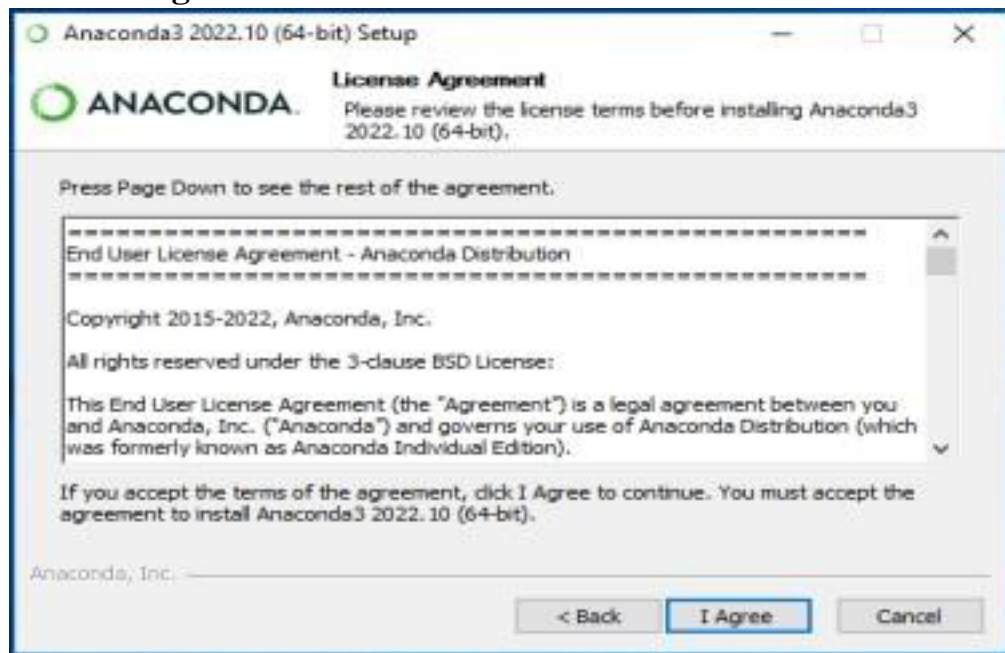 Anaconda3 2022.10 (64-bit) Setup
ANACONDA.
License Agreement
Please review the license terms before installing Anaconda3
2022.10 (64-bit).
Press Page Down to see the rest of the agreement.
====================================================
End User License Agreement - Anaconda Distribution
====================================================
Copyright 2015-2022, Anaconda, Inc.
All rights reserved under the 3-clause BSD License:
This End User License Agreement (the "Agreement") is a legal agreement between you
and Anaconda, Inc. ("Anaconda") and governs your use of Anaconda Distribution (which
was formerly known as Anaconda Individual Edition).
If you accept the terms of the agreement, click I Agree to continue. You must accept the
agreement to install Anaconda3 2022.10 (64-bit).
Anaconda, Inc.
< Back
I Agree
Cancel